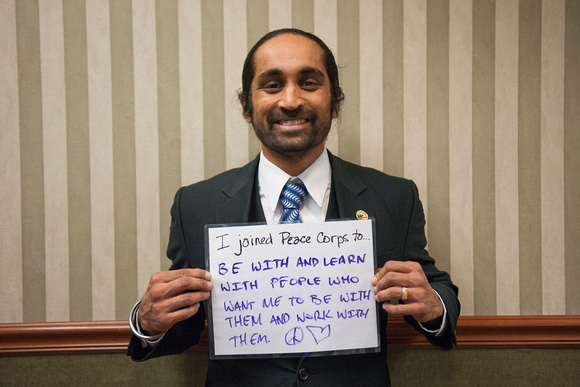 I joined Peace Corps to...
BE WITH AND LEARN
WITH PEOPLE WHO
WANT ME TO BE WITH
THEM AND WORK WITH
THEM.